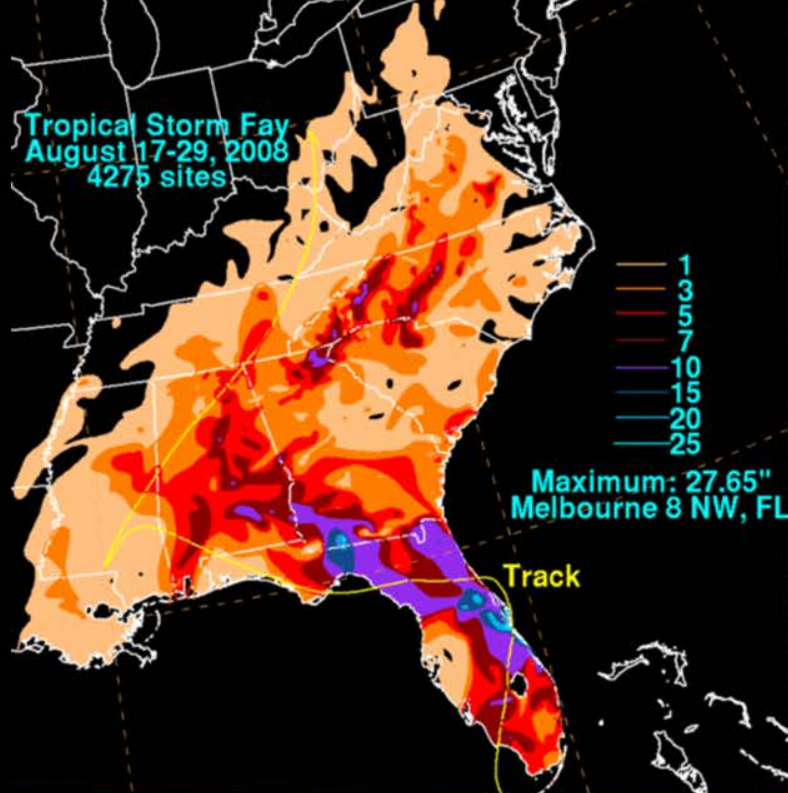 Tropical Storm Fay
August 17-29, 2008
4275 sites
1
3
5
7
10
15
20
25
Maximum: 27.65"
Melbourne 8 NW, FL
Track